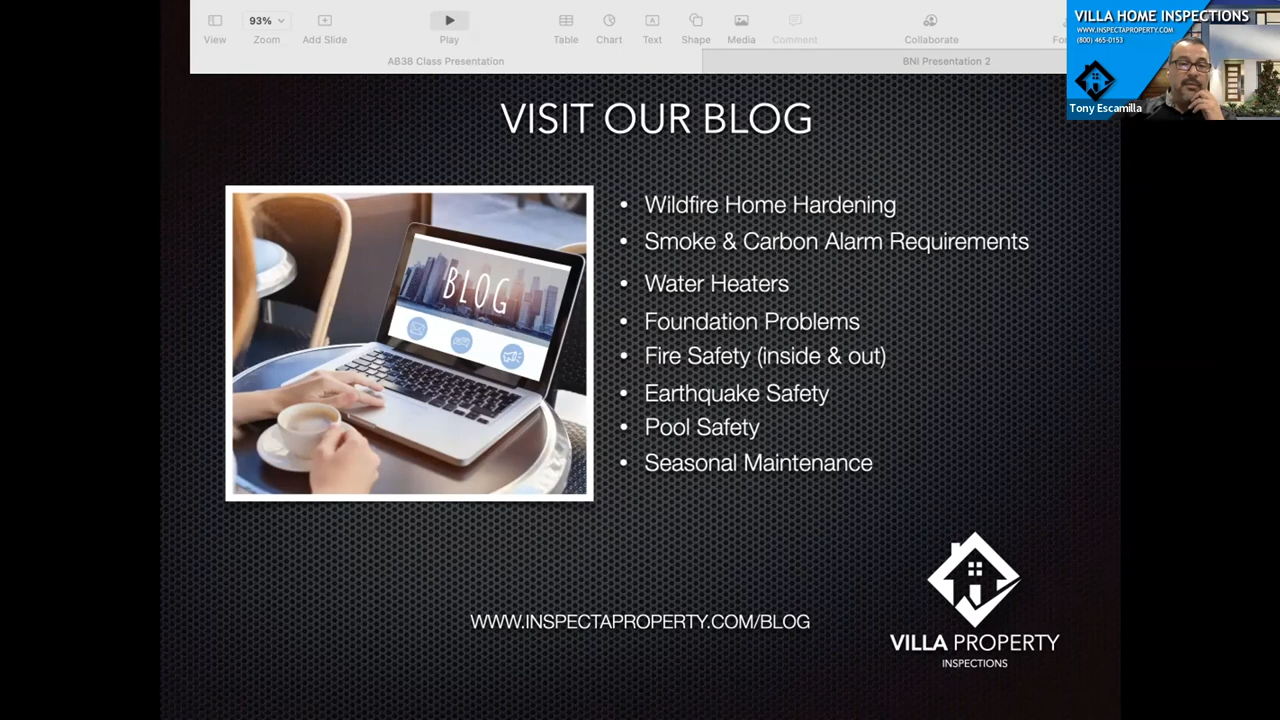 93%
View
Zoom
Add Slide
Play
Table
Chart
Text
Shape
Media
Comment
Collaborate
AB38 Class Presentation
BNI Presentation 2
VILLA HOME INSPECTIONS
WWW.INSPECTAPROPERTY.COM
(800) 465-0153
Tony Escamilla
VISIT OUR BLOG
BLOG
• Wildfire Home Hardening
• Smoke & Carbon Alarm Requirements
• Water Heaters
• Foundation Problems
• Fire Safety (inside & out)
• Earthquake Safety
• Pool Safety
• Seasonal Maintenance
WWW.INSPECTAPROPERTY.COM/BLOG
VILLA PROPERTY
INSPECTIONS